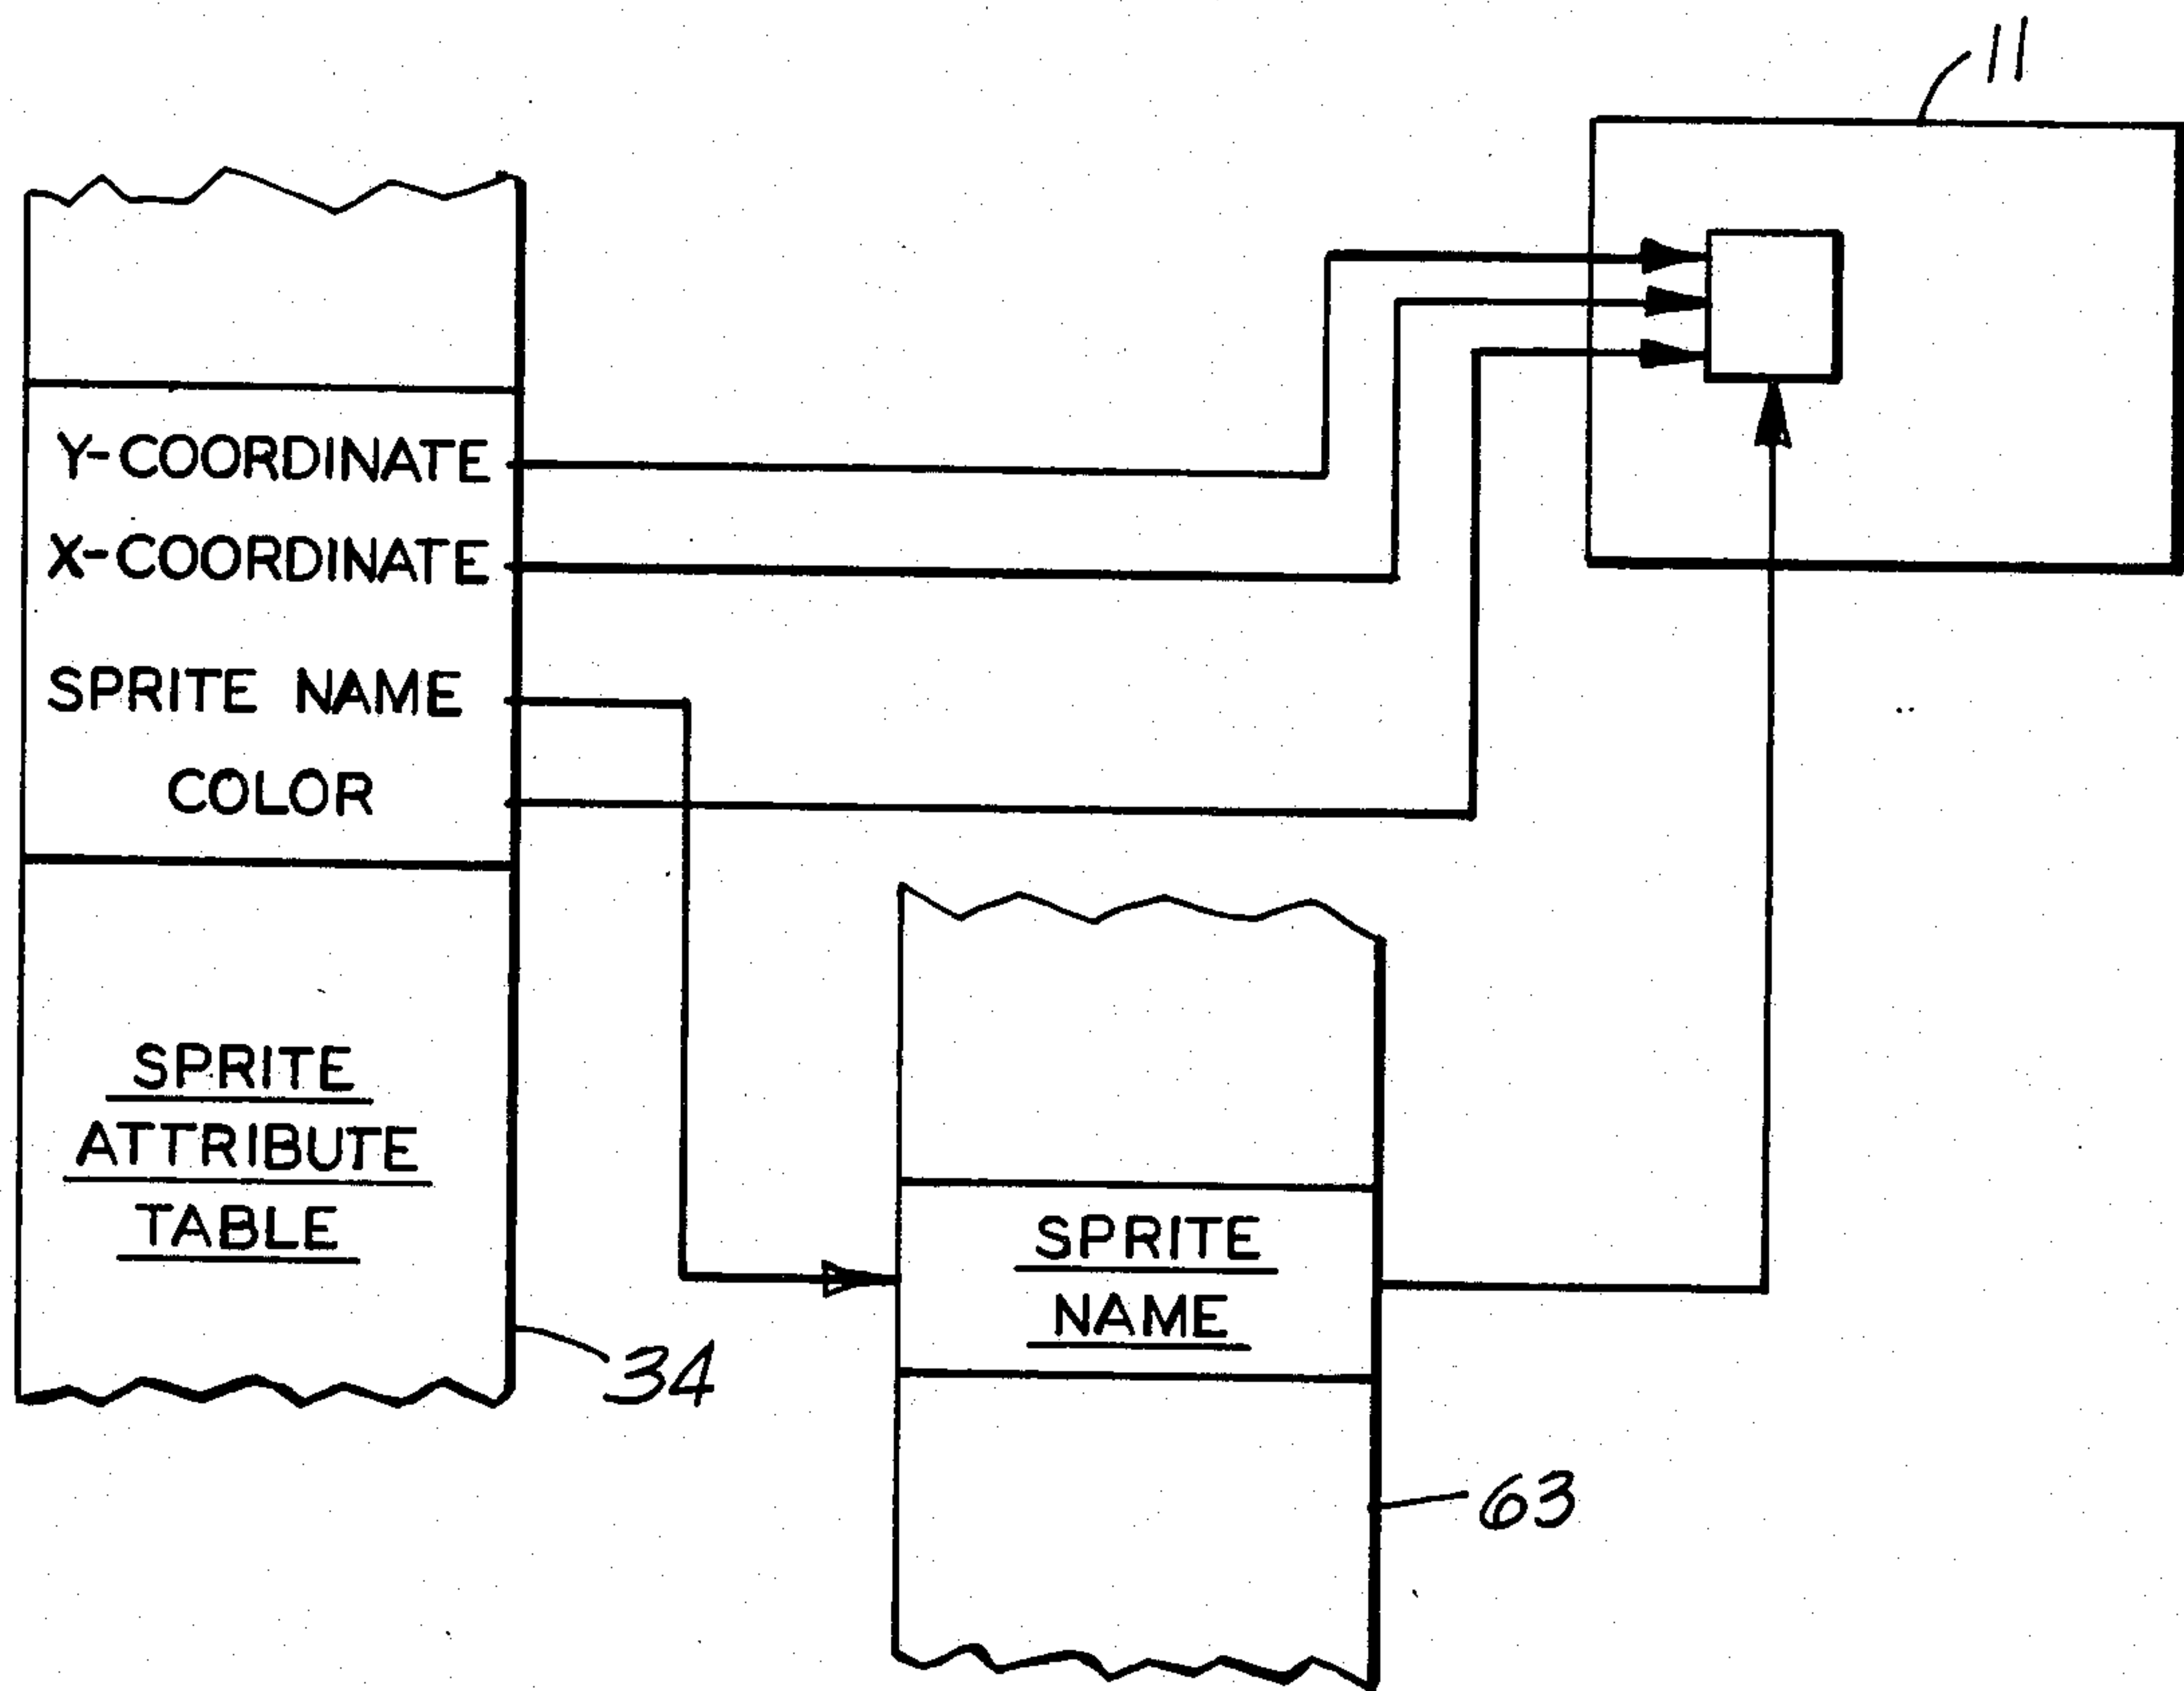 11
Y-COORDINATE
X-COORDINATE
SPRITE NAME
COLOR
SPRITE
ATTRIBUTE
TABLE
34
SPRITE
NAME
63